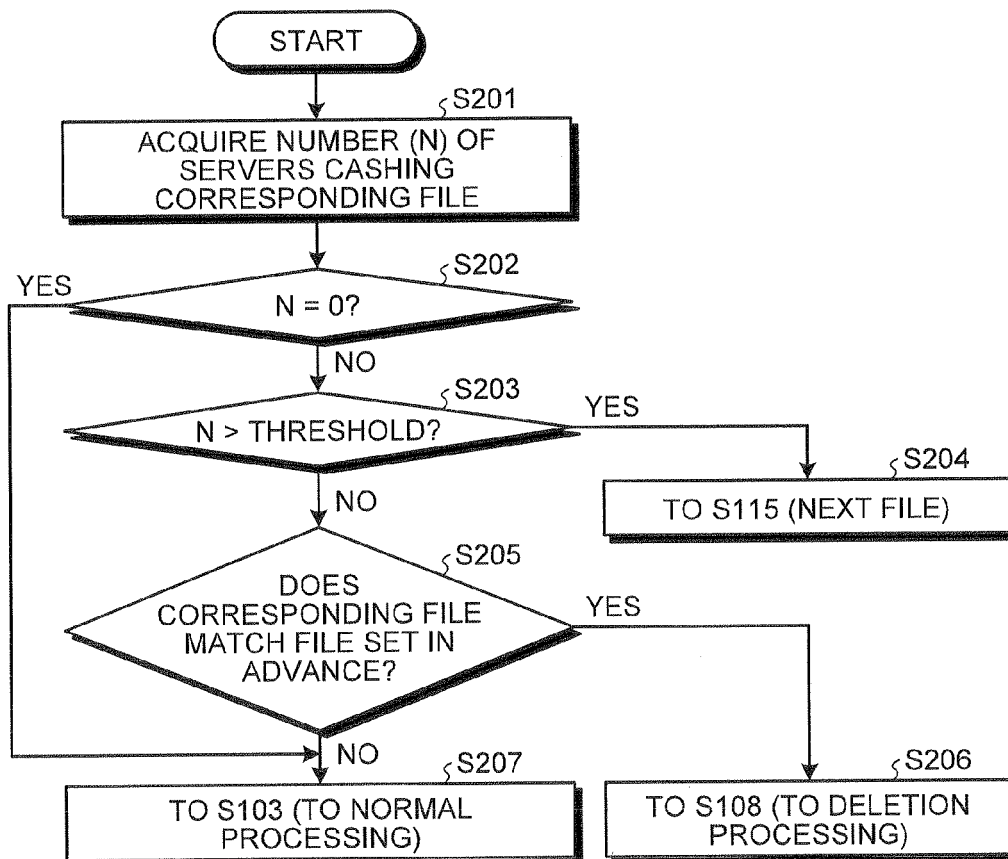 START
S201
ACQUIRE NUMBER (N) OF
SERVERS CASHING
CORRESPONDING FILE
S202
YES
N = 0?
NO
S203
YES
N > THRESHOLD?
S204
NO
TO S115 (NEXT FILE)
S205
DOES
CORRESPONDING FILE
MATCH FILE SET IN
ADVANCE?
YES
NO
S207
S206
TO S103 (TO NORMAL
PROCESSING)
TO S108 (TO DELETION
PROCESSING)